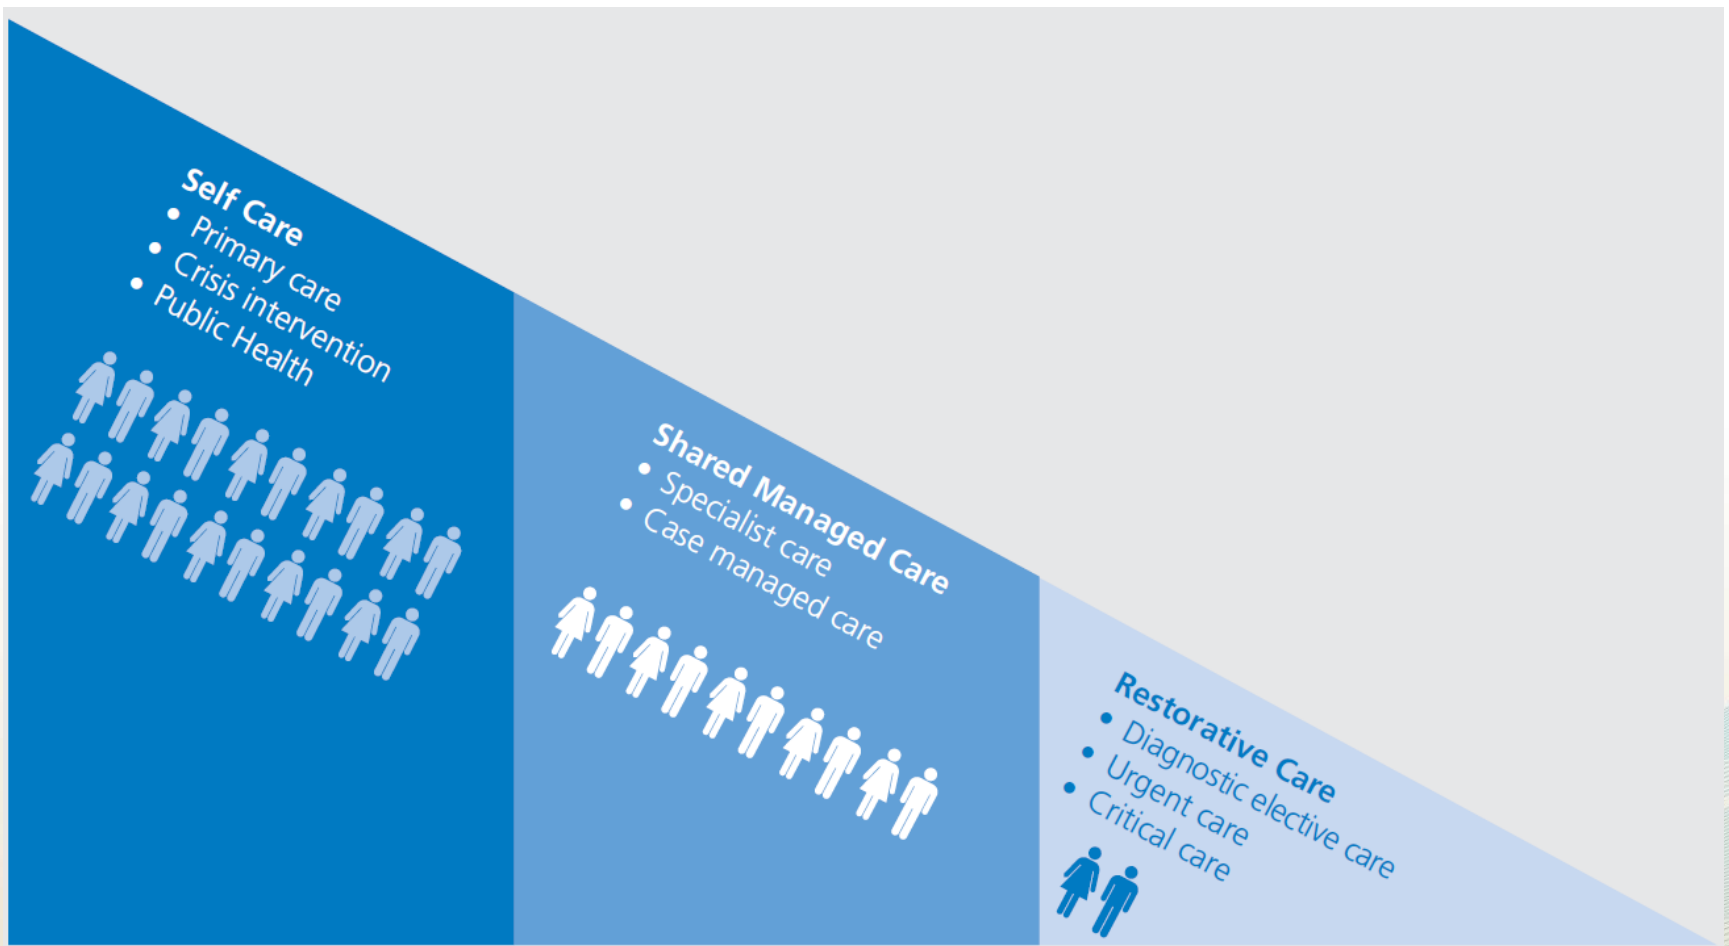 Self Care
• Primary care
• Crisis intervention
• Public Health
Shared Managed Care
• Specialist care
• Case managed care
Restorative Care
• Diagnostic elective care
• Urgent care
• Critical care